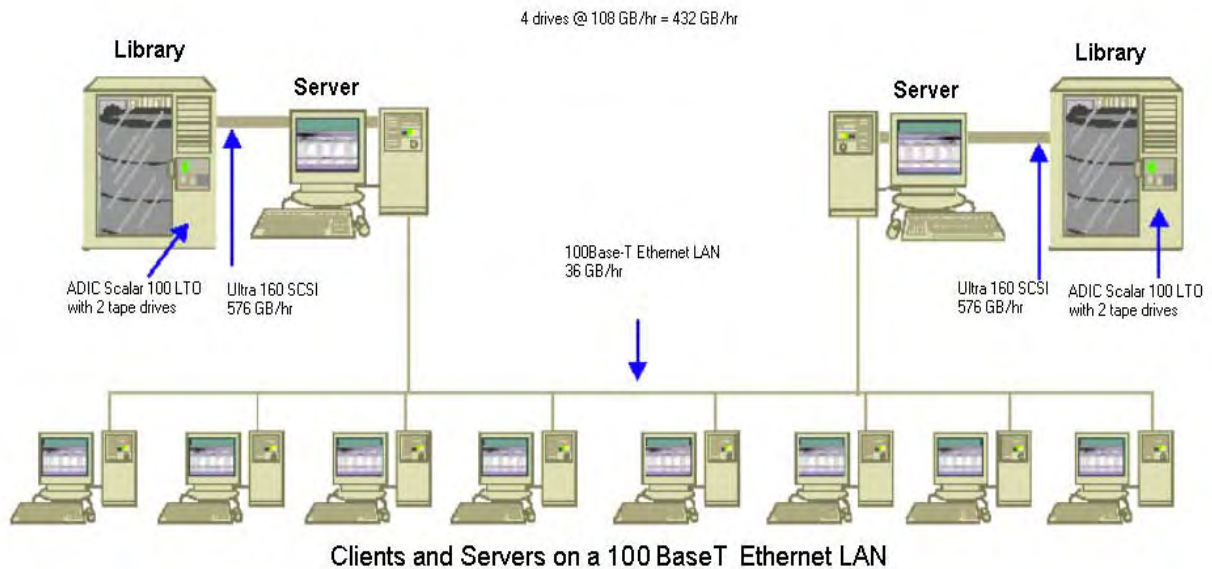 4 drives @ 108 GB/hr = 432 GB/hr
Library
Server
Server
Library
100Base-T Ethernet LAN
36 GB/hr
ADIC Scalar 100 LTO
with 2 tape drives
Ultra 160 SCSI
576 GB/hr
Ultra 160 SCSI
576 GB/hr
ADIC Scalar 100 LTO
with 2 tape drives
Clients and Servers on a 100 BaseT Ethernet LAN